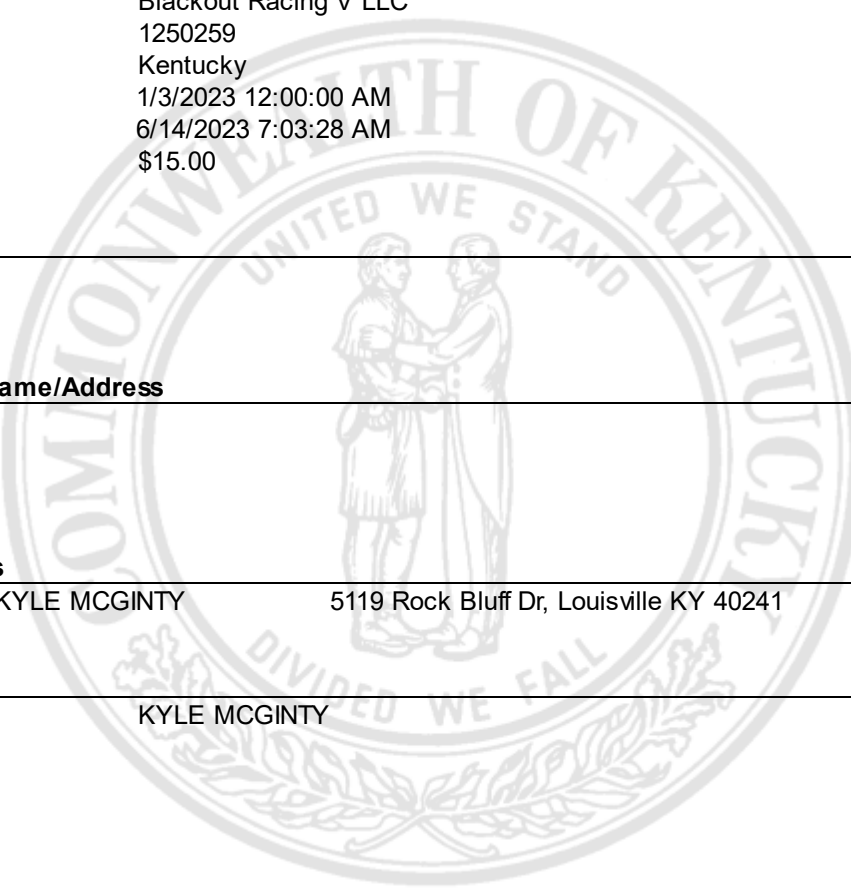 Blackout Racing V LLC
1250259
Kentucky
1/3/2023 12:00:00 AM
6/14/2023 7:03:28 AM
$15.00
COMMONWEALTH OF KENTUCKY
UNITED WE STAND
ame/Address
s
KYLE MCGINTY 5119 Rock Bluff Dr, Louisville KY 40241
DIVIDED WE FALL
KYLE MCGINTY